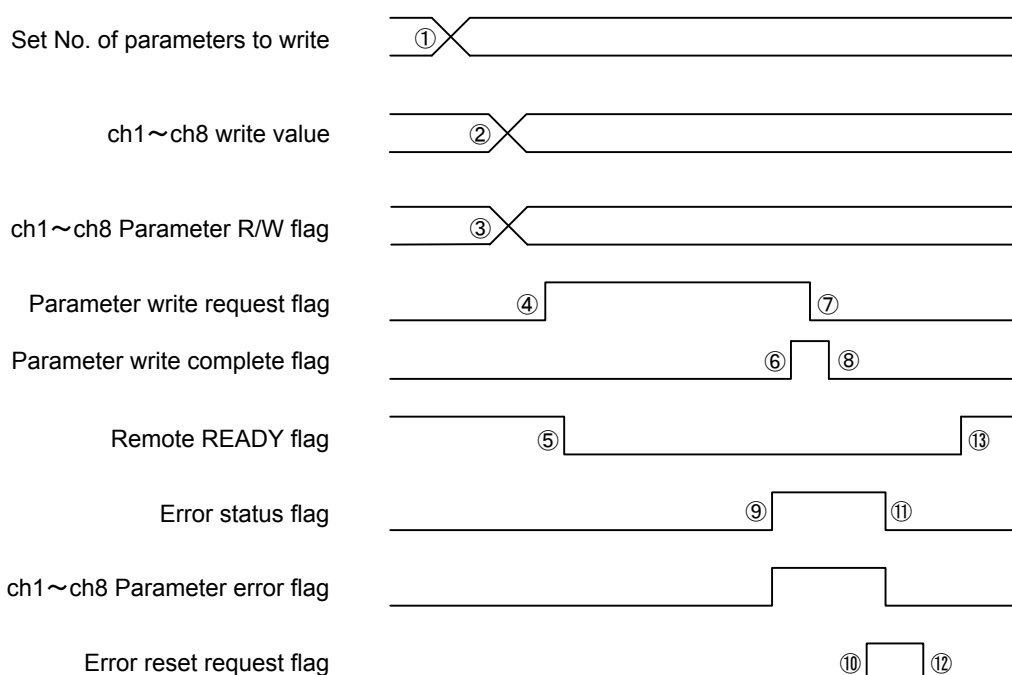 Set No. of parameters to write ①
ch1～ch8 write value ②
ch1～ch8 Parameter R/W flag ③
Parameter write request flag ④ ⑦
Parameter write complete flag ⑥ ⑧
Remote READY flag ⑤ ⑬
Error status flag ⑨ ⑪
ch1～ch8 Parameter error flag
Error reset request flag ⑩ ⑫